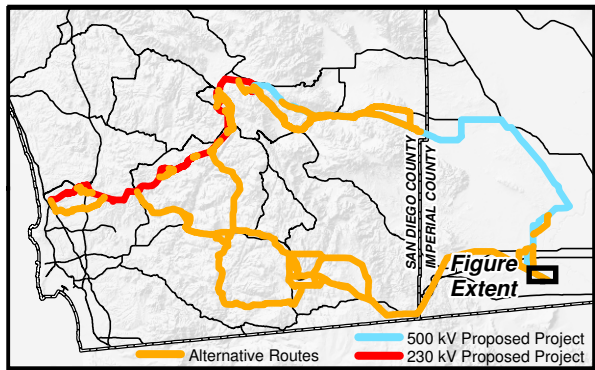 SAN DIEGO COUNTY
IMPERIAL COUNTY
Figure
Extent
Alternative Routes
500 kV Proposed Project
230 kV Proposed Project